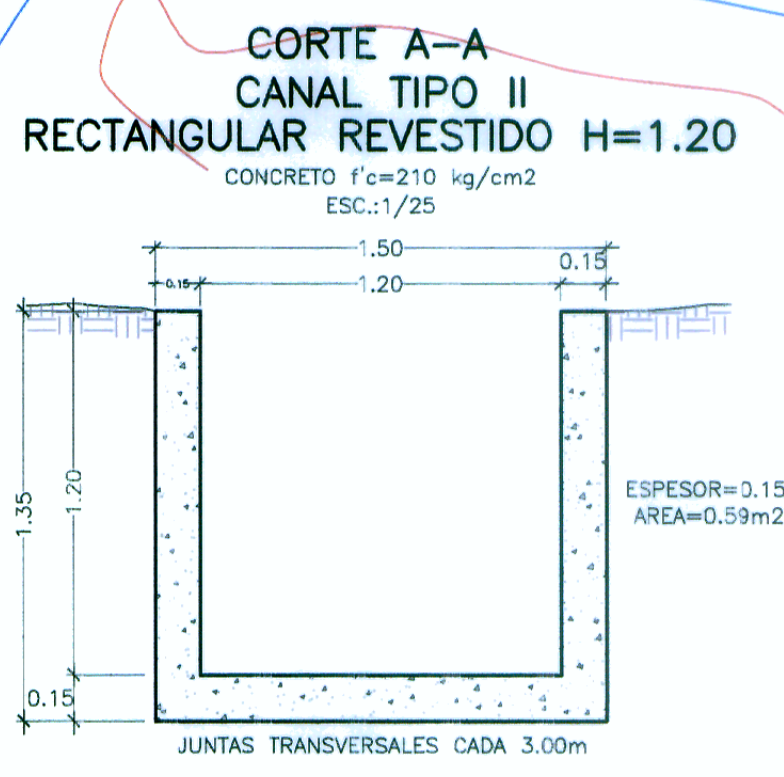 CORTE A-A
CANAL TIPO II
RECTANGULAR REVESTIDO H=1.20
CONCRETO f'c=210 kg/cm2
ESC.:1/25
1.50
0.15
0.15
1.20
1.35
1.20
ESPESOR=0.15
AREA=0.59m2
0.15
JUNTAS TRANSVERSALES CADA 3.00m